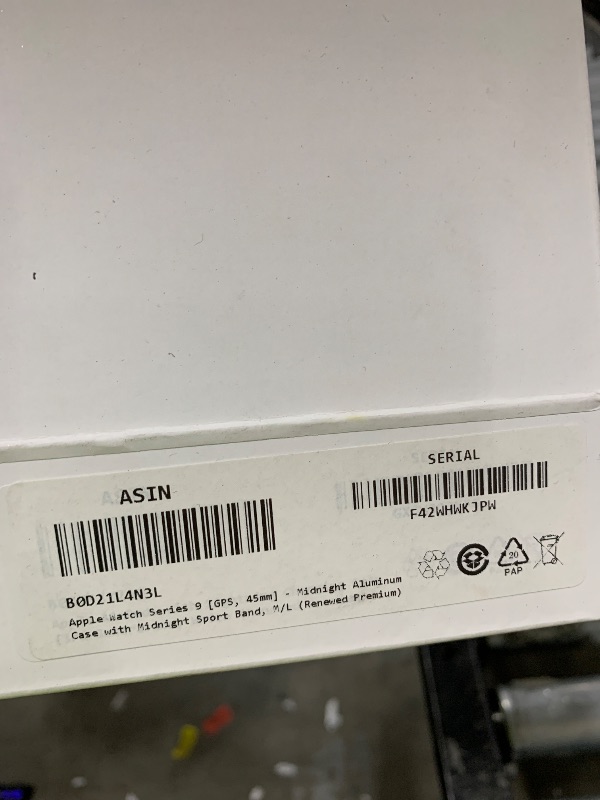 ASIN
SERIAL
F42WHWKJPW
B0D21L4N3L
Apple Watch Series 9 [GPS, 45mm] - Midnight Aluminum
Case with Midnight Sport Band, M/L (Renewed Premium)
20
PAP